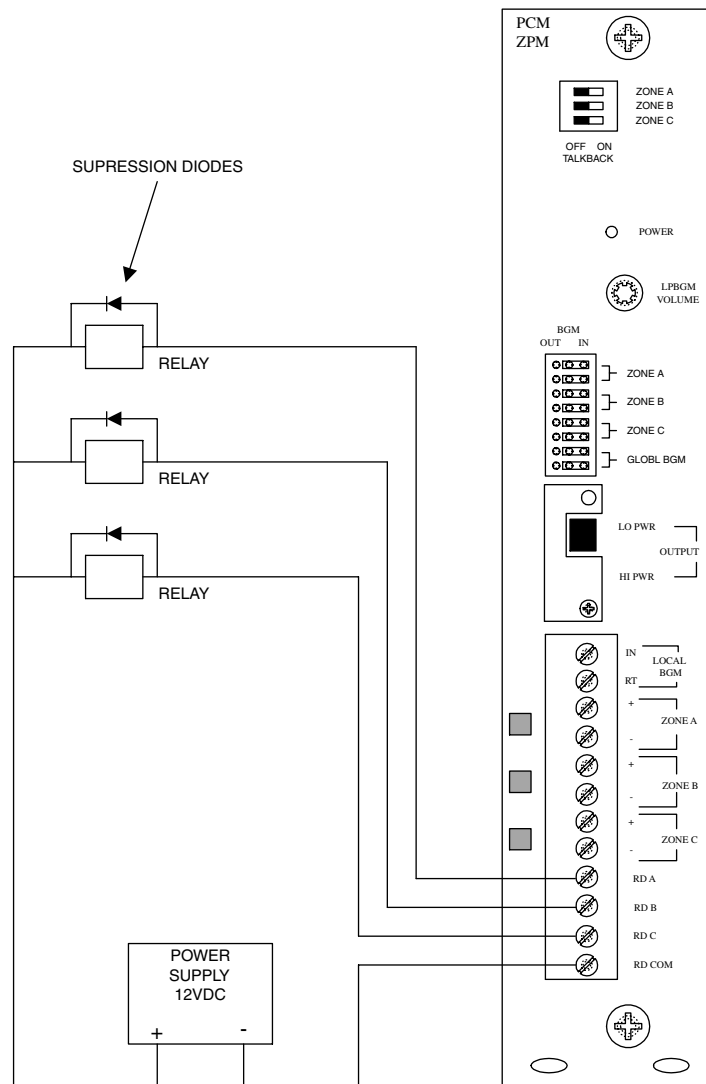 PCM
ZPM
ZONE A
ZONE B
ZONE C
OFF ON
TALKBACK
SUPRESSION DIODES
POWER
LPBGM
VOLUME
BGM
OUT IN
RELAY
ZONE A
ZONE B
ZONE C
GLOBL BGM
RELAY
LO PWR
OUTPUT
HI PWR
RELAY
IN
LOCAL
BGM
RT
+
ZONE A
-
+
ZONE B
-
+
ZONE C
-
RD A
RD B
RD C
RD COM
POWER
SUPPLY
12VDC
+ -